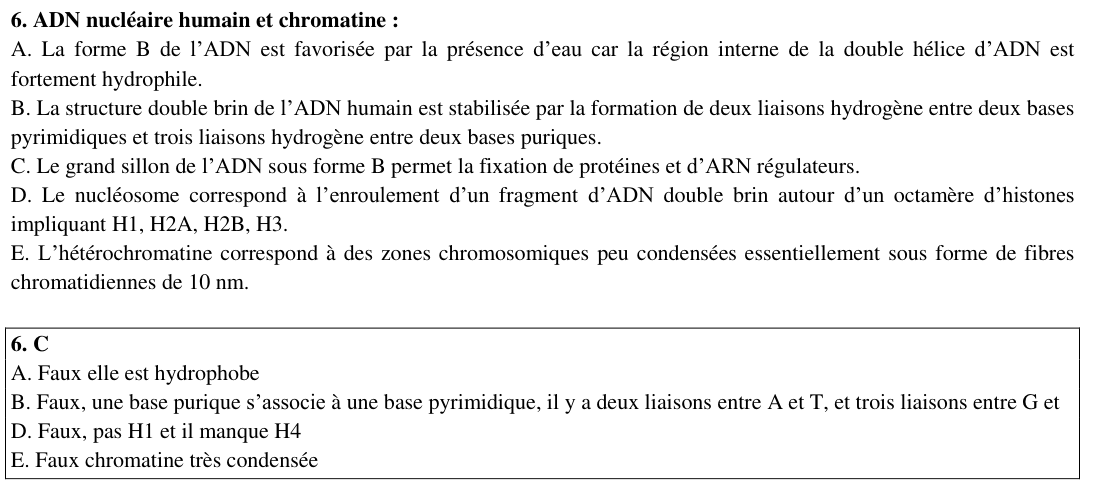 6. ADN nucléaire humain et chromatine :
A. La forme B de l'ADN est favorisée par la présence d'eau car la région interne de la double hélice d'ADN est
fortement hydrophile.
B. La structure double brin de l'ADN humain est stabilisée par la formation de deux liaisons hydrogène entre deux bases
pyrimidiques et trois liaisons hydrogène entre deux bases puriques.
C. Le grand sillon de l'ADN sous forme B permet la fixation de protéines et d'ARN régulateurs.
D. Le nucléosome correspond à l'enroulement d'un fragment d'ADN double brin autour d'un octamère d'histones
impliquant H1, H2A, H2B, H3.
E. L'hétérochromatine correspond à des zones chromosomiques peu condensées essentiellement sous forme de fibres
chromatidiennes de 10 nm.
6. C
A. Faux elle est hydrophobe
B. Faux, une base purique s'associe à une base pyrimidique, il y a deux liaisons entre A et T, et trois liaisons entre G et
D. Faux, pas H1 et il manque H4
E. Faux chromatine très condensée